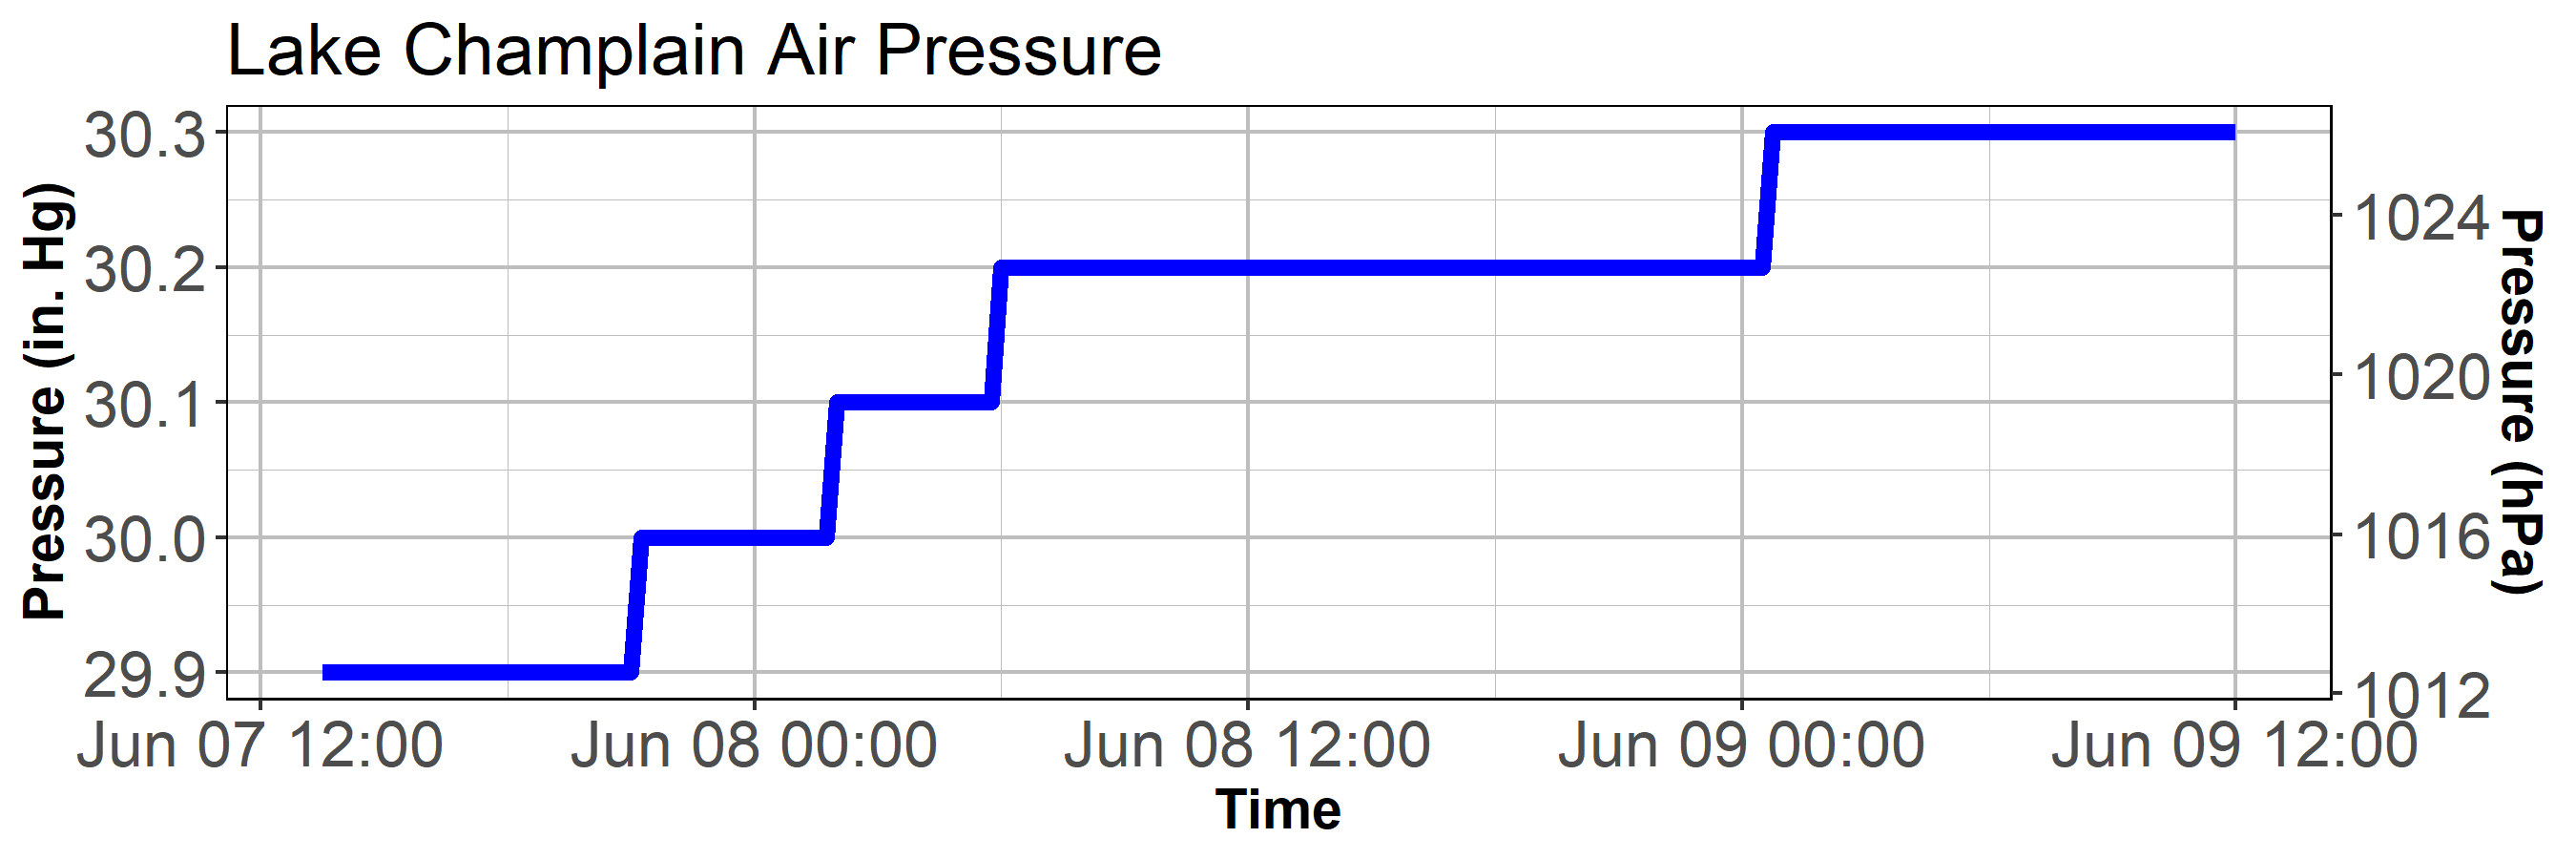 Lake Champlain Air Pressure
Pressure (in. Hg)
30.3
30.2
30.1
30.0
29.9
1024
1020
1016
1012
Pressure (hPa)
Jun 07 12:00 Jun 08 00:00 Jun 08 12:00 Jun 09 00:00 Jun 09 12:00
Time